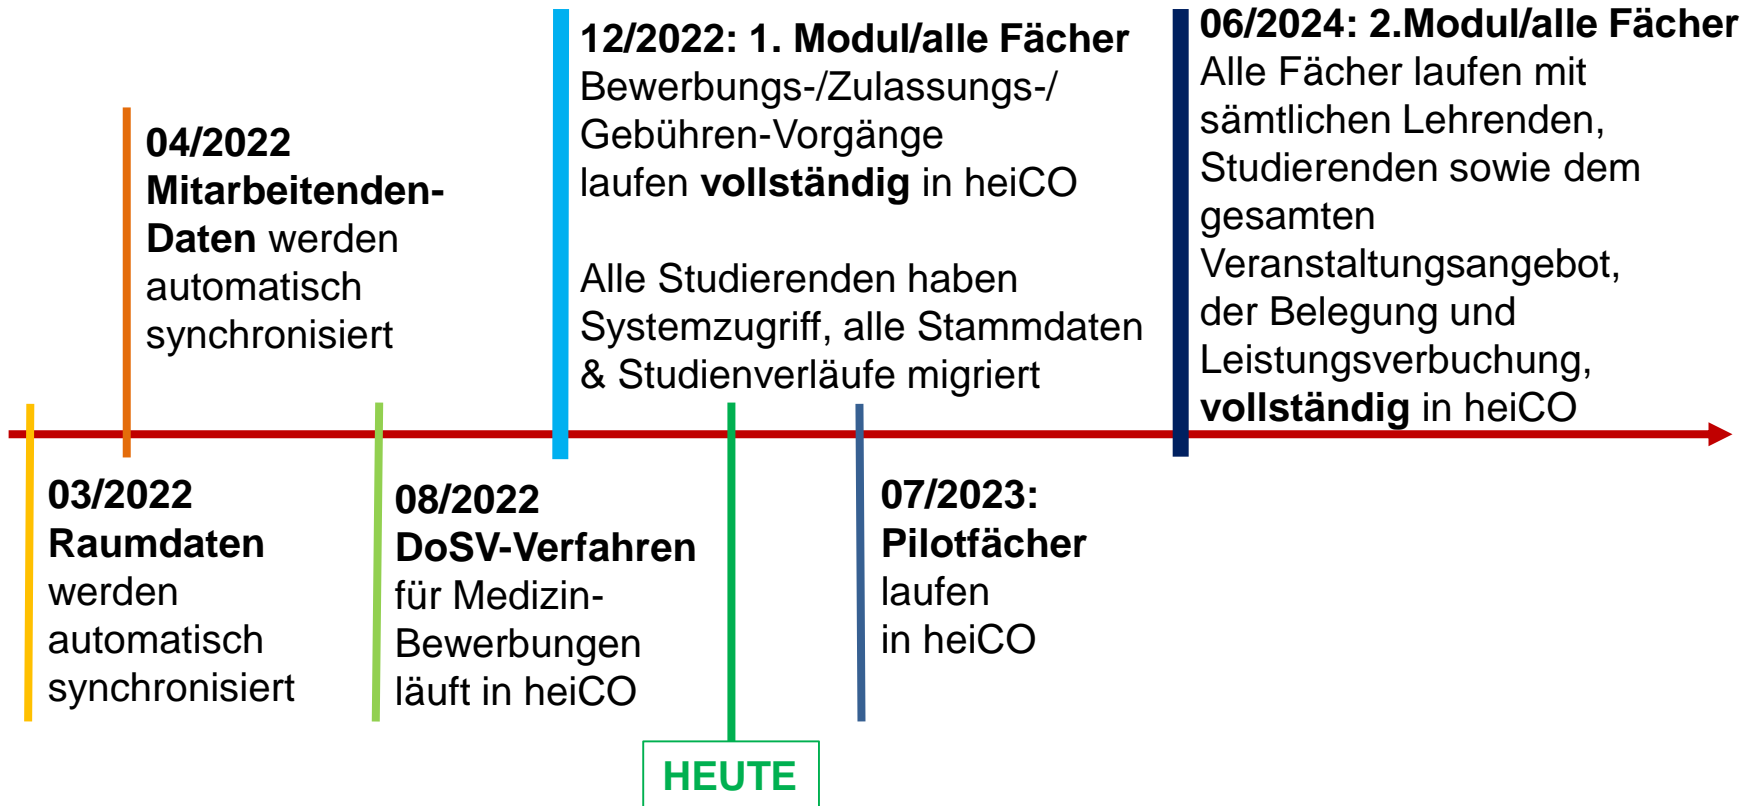 04/2022
Mitarbeitenden-
Daten werden
automatisch
synchronisiert
12/2022: 1. Modul/alle Fächer
Bewerbungs-/Zulassungs-/
Gebühren-Vorgänge
laufen vollständig in heiCO
Alle Studierenden haben
Systemzugriff, alle Stammdaten
& Studienverläufe migriert
06/2024: 2.Modul/alle Fächer
Alle Fächer laufen mit
sämtlichen Lehrenden,
Studierenden sowie dem
gesamten
Veranstaltungsangebot,
der Belegung und
Leistungsverbuchung,
vollständig in heiCO
03/2022
Raumdaten
werden
automatisch
synchronisiert
08/2022
DoSV-Verfahren
für Medizin-
Bewerbungen
läuft in heiCO
07/2023:
Pilotfächer
laufen
in heiCO
HEUTE